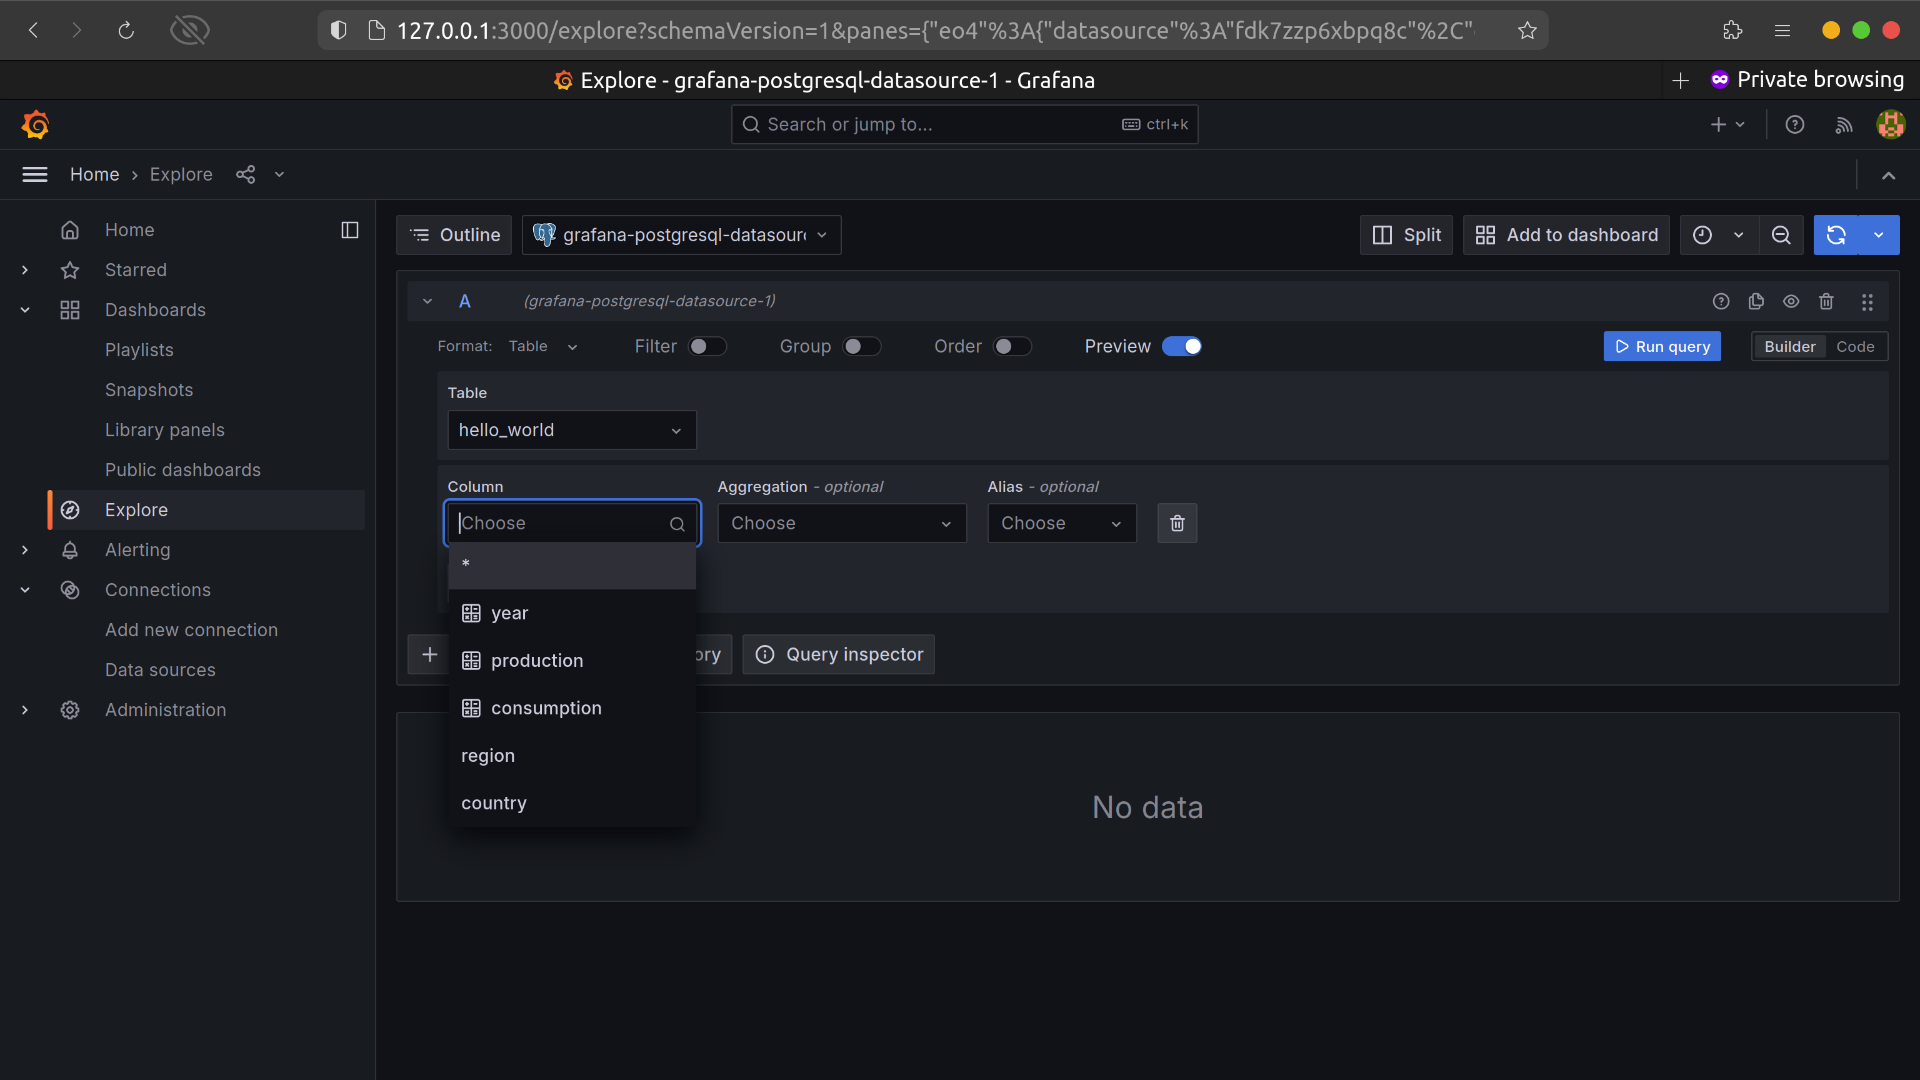 127.0.0.1:3000/explore?schemaVersion=1&panes={"eo4"%3A{"datasource"%3A"fdk7zzp6xbpq8c"%2C"
Explore - grafana-postgresql-datasource-1 - Grafana
Private browsing
Search or jump to...
ctrl+k
Home › Explore
Home
Starred
Dashboards
Playlists
Snapshots
Library panels
Public dashboards
Explore
Alerting
Connections
Add new connection
Data sources
Administration
Outline
grafana-postgresql-datasour
Split
Add to dashboard
A
(grafana-postgresql-datasource-1)
Format: Table
Filter
Group
Order
Preview
Run query
Builder
Code
Table
hello_world
Column
Aggregation - optional
Alias - optional
Choose
Choose
Choose
*
year
production
consumption
region
country
ory
Query inspector
No data